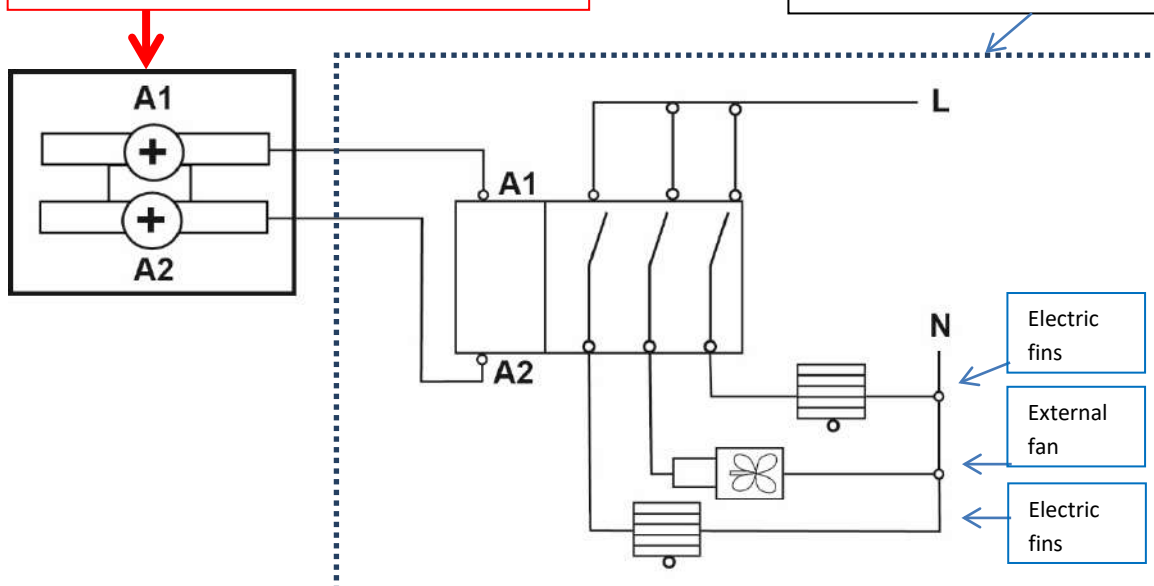 A1
A2
L
A1
A2
N
Electric
fins
External
fan
Electric
fins